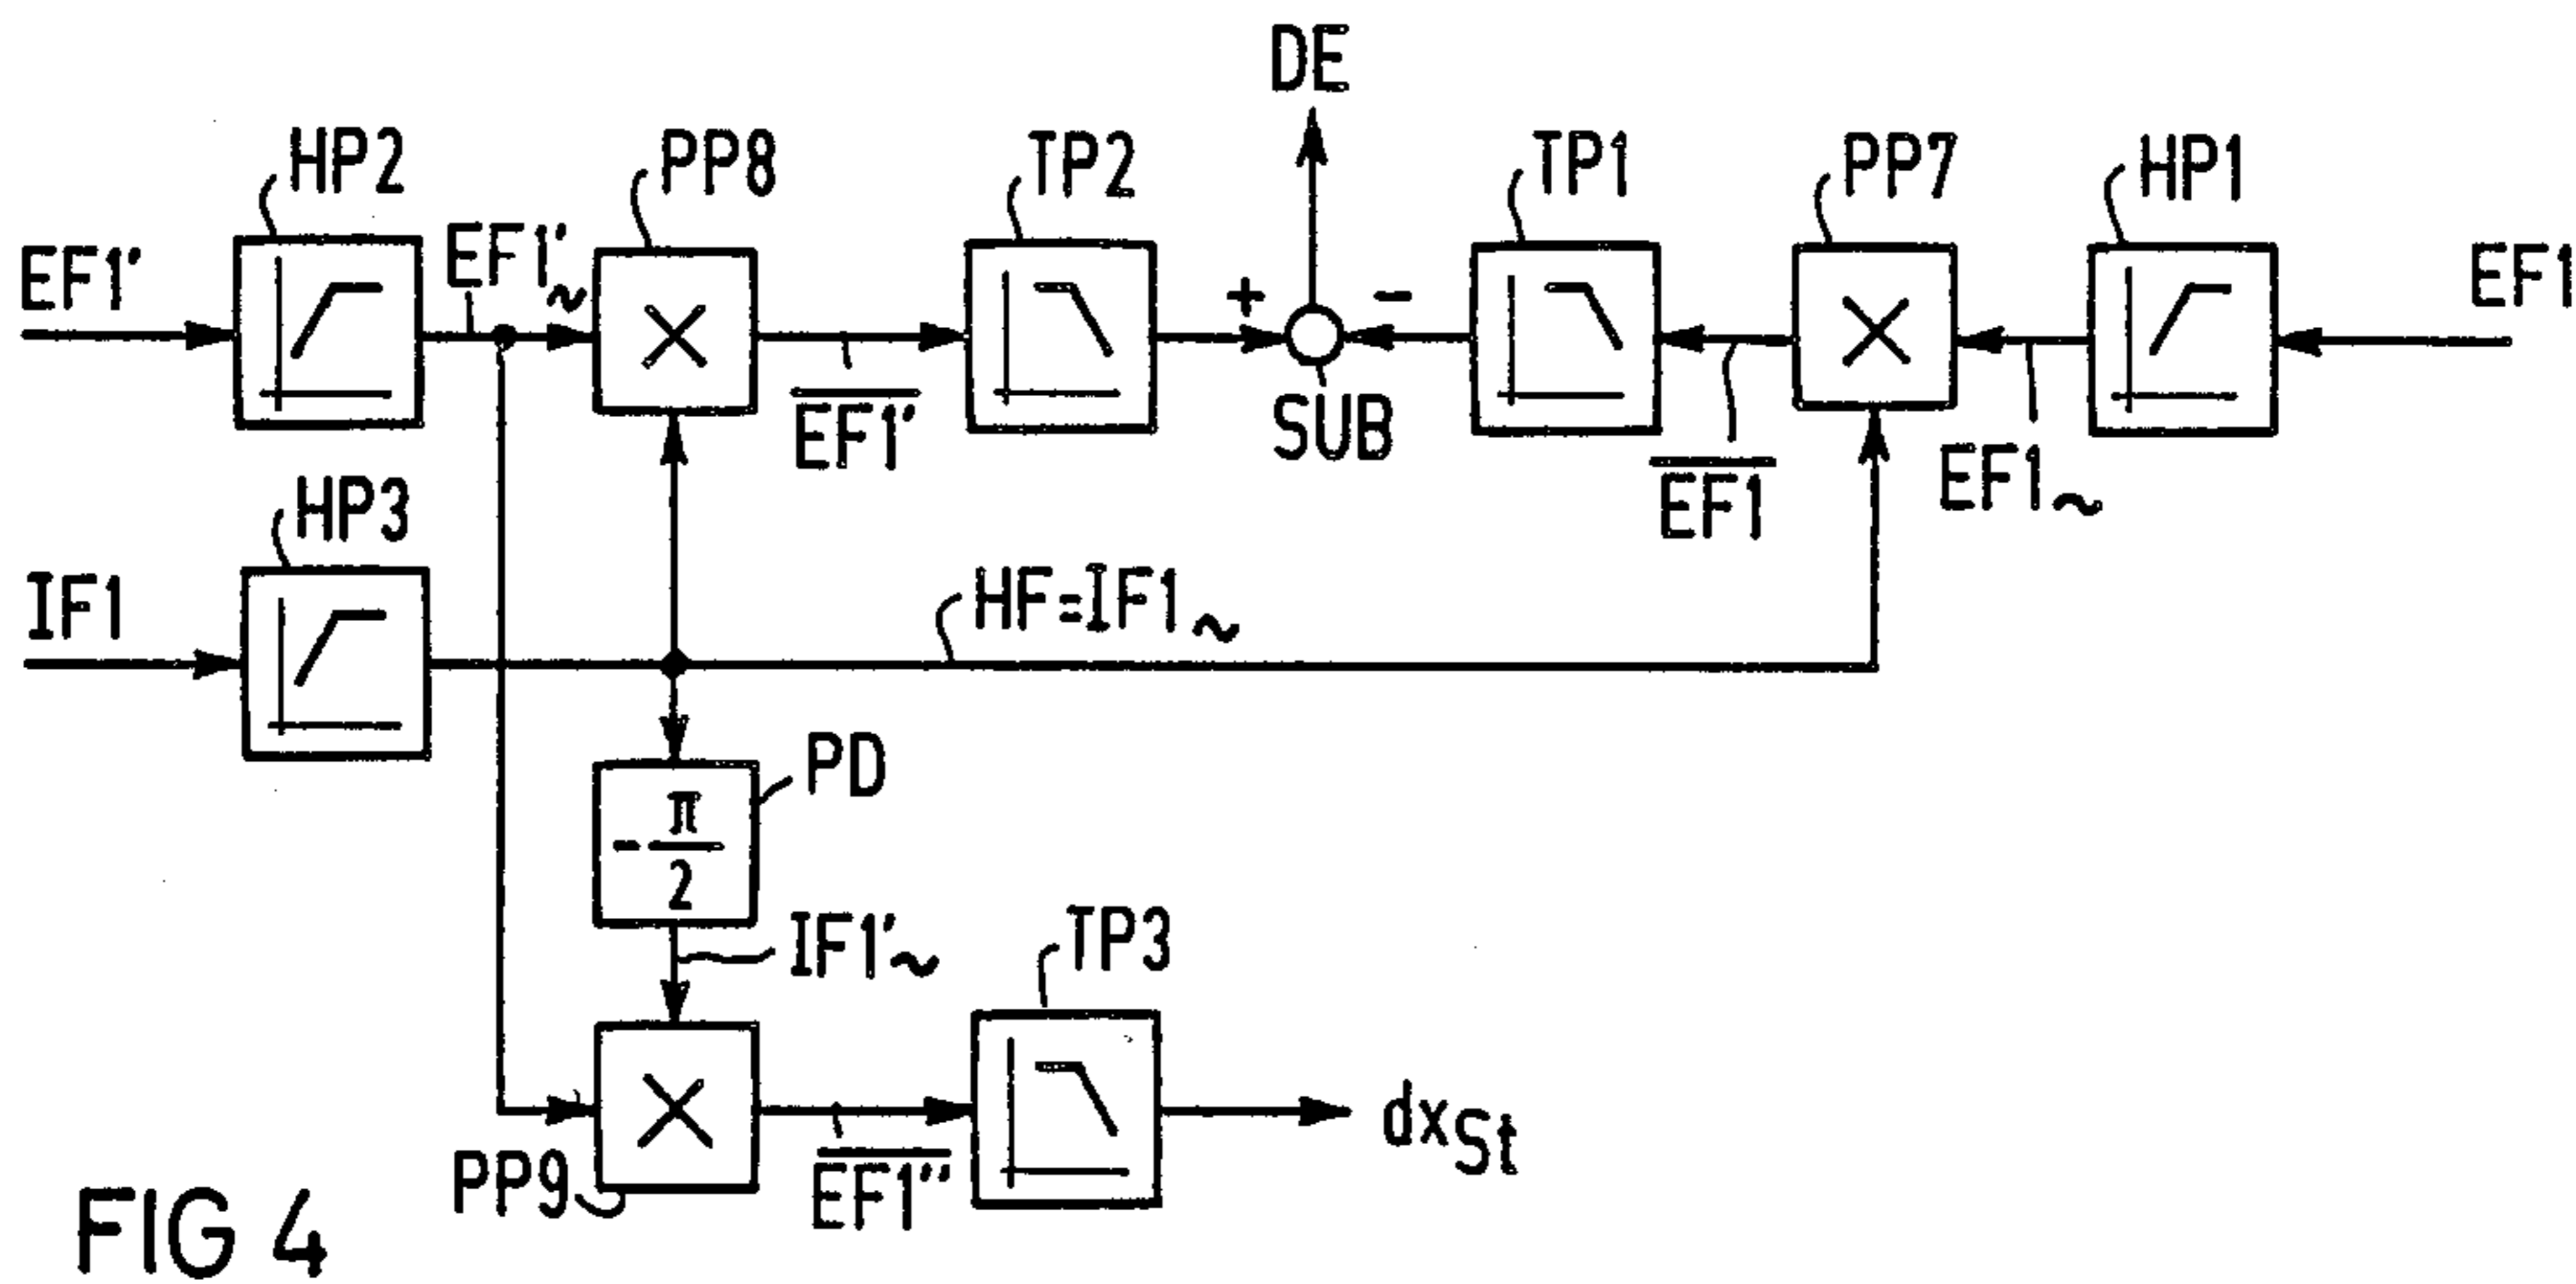 DE
HP2
PP8
TP2
TP1
PP7
HP1
EF1'
EF1'~
+
-
EF1
SUB
EF1'
EF1
EF1~
HP3
IF1
HF=IF1~
PD
-π/2
IF1'~
TP3
PP9
EF1''
dxSt
FIG 4